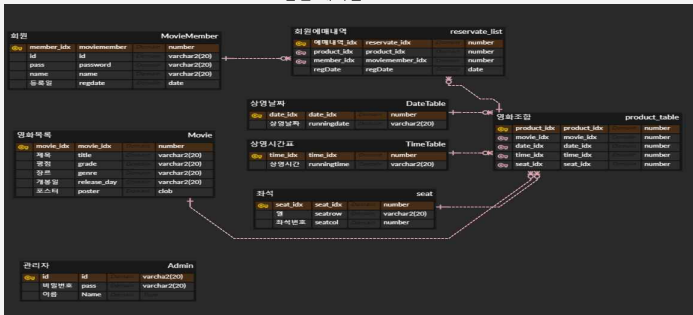 회원 MovieMember
member_idx moviemember number
id id varchar2(20)
pass password varchar2(20)
name name varchar2(20)
등록일 regdate date
회원예매내역 reservate_list
예매내역_idx reservate_idx number
product_idx product_idx number
member_idx moviemember_idx number
regDate regDate date
상영날짜 DateTable
date_idx date_idx number
상영날짜 runningdate varchar2(20)
영화조합 product_table
product_idx product_idx number
movie_idx movie_idx number
date_idx date_idx number
time_idx time_idx number
seat_idx seat_idx number
영화목록 Movie
movie_idx movie_idx number
제목 title varchar2(20)
평점 grade varchar2(20)
장르 genre varchar2(20)
개봉일 release_day varchar2(20)
포스터 poster clob
상영시간표 TimeTable
time_idx time_idx number
상영시간 runningtime varchar2(20)
좌석 seat
seat_idx seat_idx number
열 seatrow varchar2(20)
좌석번호 seatcol number
관리자 Admin
id id varcha2(20)
비밀번호 pass varchar2(20)
이름 Name